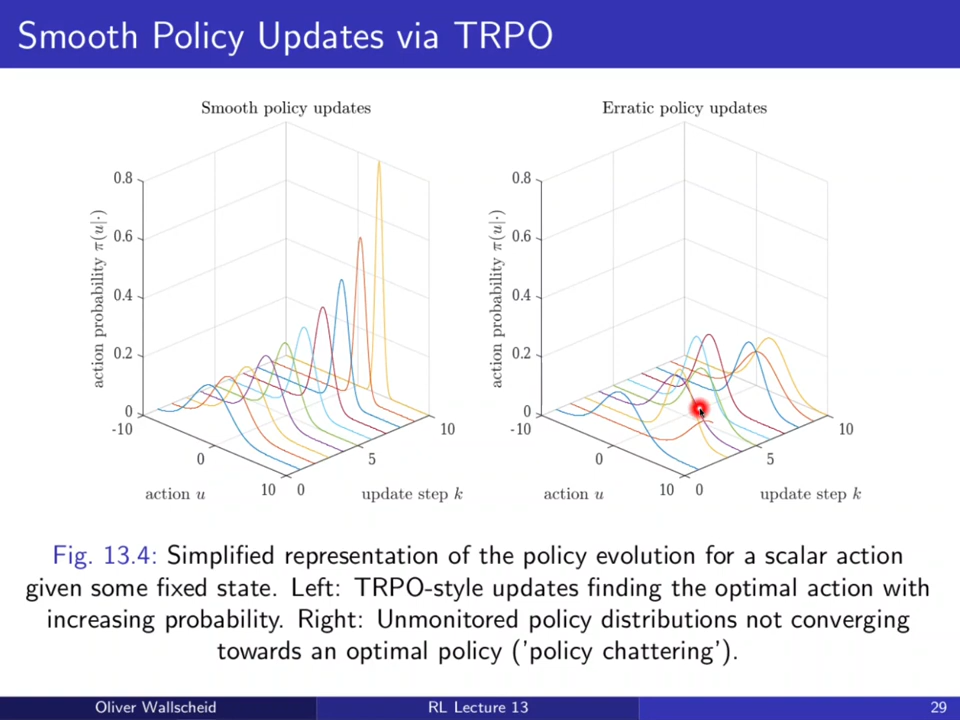 Smooth Policy Updates via TRPO
Smooth policy updates
0.8
0.6
0.4
0.2
0
-10
0
10
0
5
10
action probability π(u|·)
action u
update step k
Erratic policy updates
0.8
0.6
0.4
0.2
0
-10
0
10
0
5
10
action probability π(u|·)
action u
update step k
Fig. 13.4: Simplified representation of the policy evolution for a scalar action
given some fixed state. Left: TRPO-style updates finding the optimal action with
increasing probability. Right: Unmonitored policy distributions not converging
towards an optimal policy ('policy chattering').
Oliver Wallscheid
RL Lecture 13
29